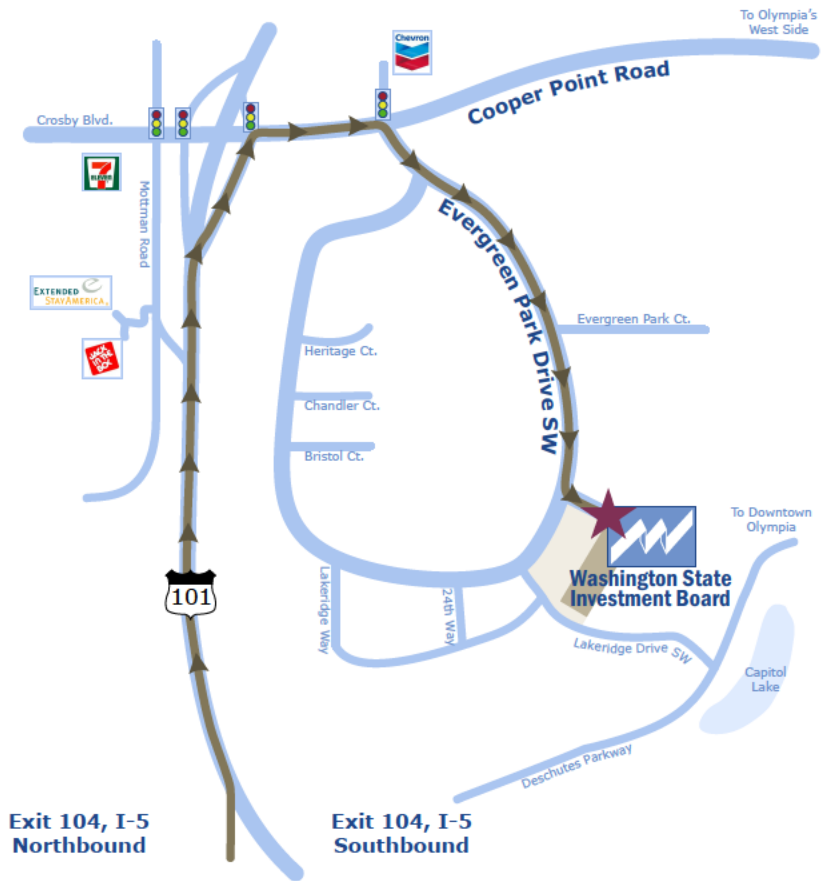 To Olympia's
West Side
Chevron
Cooper Point Road
Crosby Blvd.
7
ELEVEN
Mottman Road
Evergreen Park Drive SW
EXTENDED
STAYAMERICA
JACK
IN THE
BOX
Evergreen Park Ct.
Heritage Ct.
Chandler Ct.
Bristol Ct.
To Downtown
Olympia
101
Washington State
Investment Board
Lakeridge Way
24th Way
Lakeridge Drive SW
Capitol
Lake
Deschutes Parkway
Exit 104, I-5
Northbound
Exit 104, I-5
Southbound